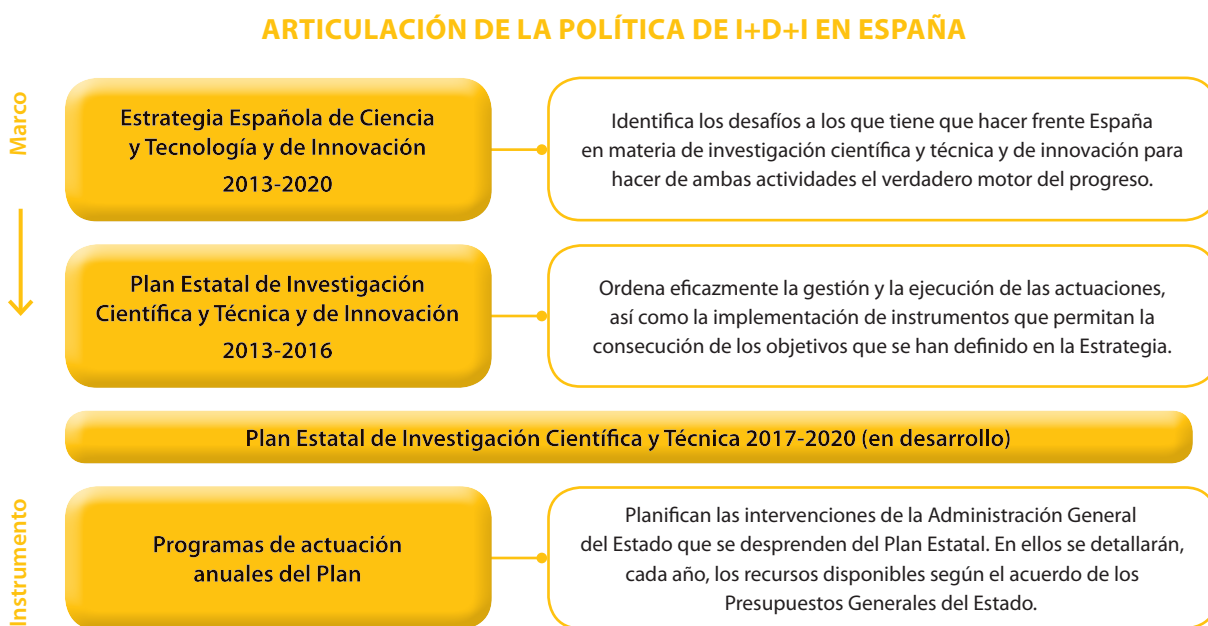 ARTICULACIÓN DE LA POLÍTICA DE I+D+I EN ESPAÑA
Marco
Estrategia Española de Ciencia
y Tecnología y de Innovación
2013-2020
Identifica los desafíos a los que tiene que hacer frente España
en materia de investigación científica y técnica y de innovación para
hacer de ambas actividades el verdadero motor del progreso.
Plan Estatal de Investigación
Científica y Técnica y de Innovación
2013-2016
Ordena eficazmente la gestión y la ejecución de las actuaciones,
así como la implementación de instrumentos que permitan la
consecución de los objetivos que se han definido en la Estrategia.
Plan Estatal de Investigación Científica y Técnica 2017-2020 (en desarrollo)
Instrumento
Programas de actuación
anuales del Plan
Planifican las intervenciones de la Administración General
del Estado que se desprenden del Plan Estatal. En ellos se detallarán,
cada año, los recursos disponibles según el acuerdo de los
Presupuestos Generales del Estado.